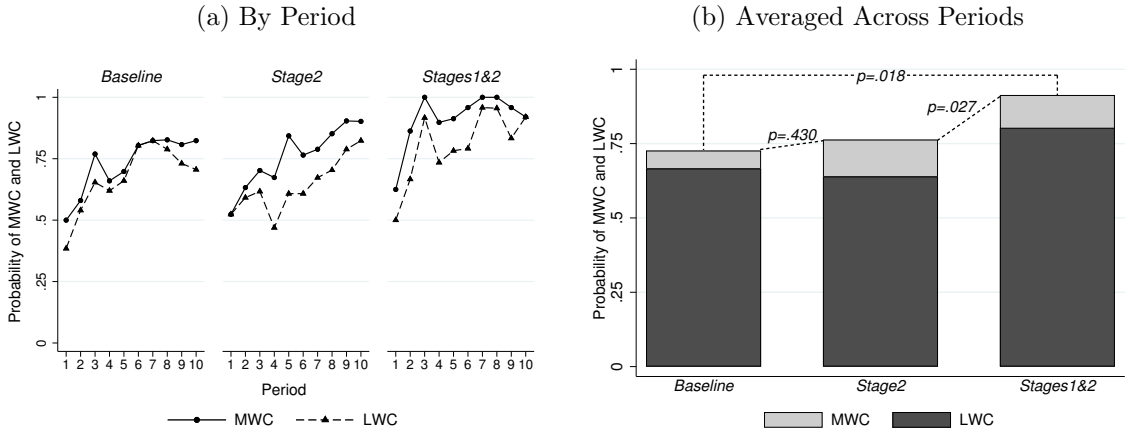 (a) By Period
Baseline
Stage2
Stages1&2
Probability of MWC and LWC
1
.75
.5
.25
0
1 2 3 4 5 6 7 8 9 10
1 2 3 4 5 6 7 8 9 10
1 2 3 4 5 6 7 8 9 10
Period
MWC
LWC
(b) Averaged Across Periods
Probability of MWC and LWC
1
.75
.5
.25
0
p=.018
p=.027
p=.430
Baseline
Stage2
Stages1&2
MWC
LWC